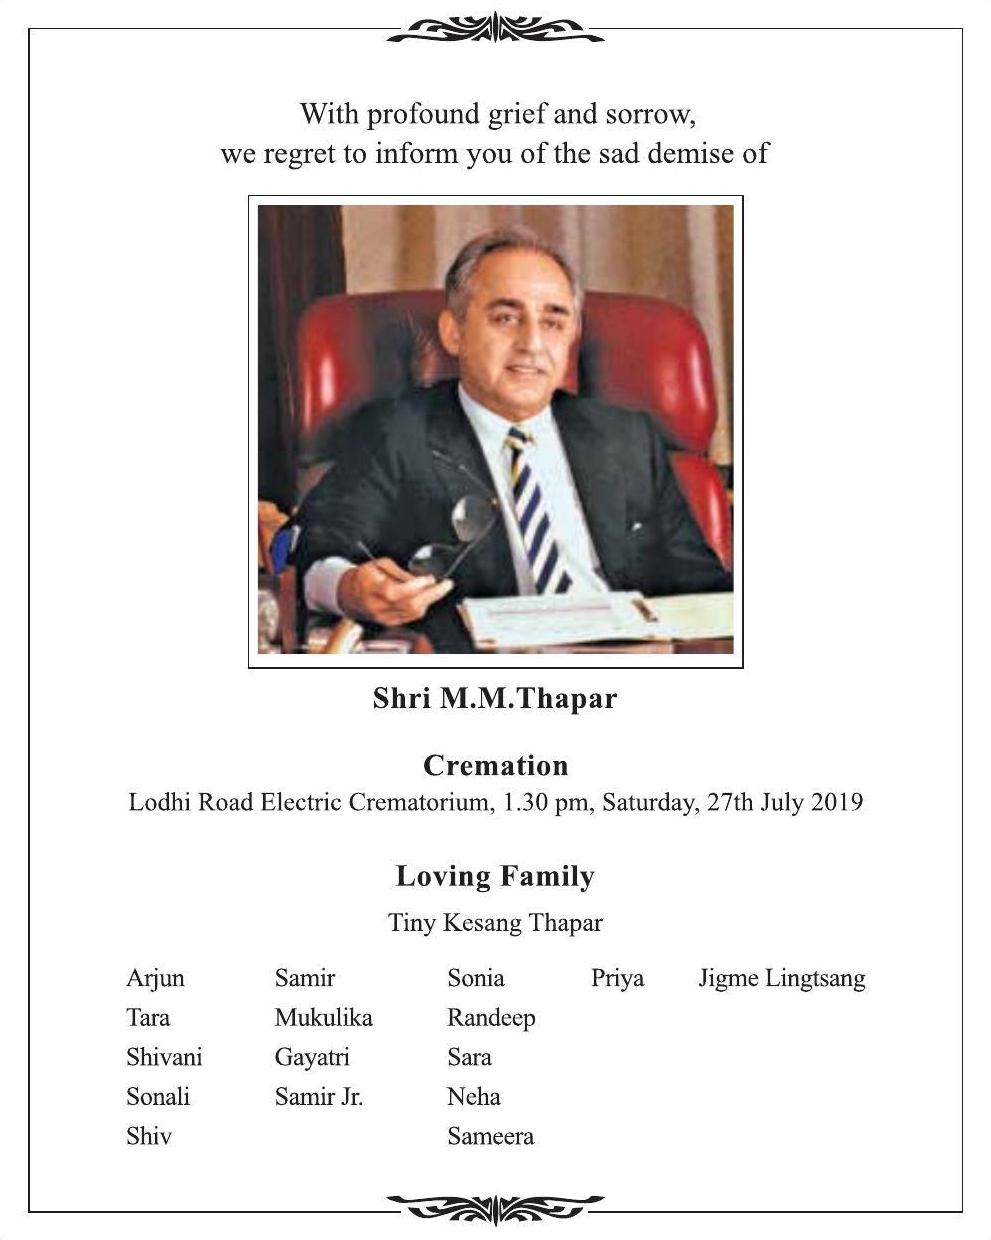 With profound grief and sorrow,
we regret to inform you of the sad demise of
Shri M.M.Thapar
Cremation
Lodhi Road Electric Crematorium, 1.30 pm, Saturday, 27th July 2019
Loving Family
Tiny Kesang Thapar
Arjun Samir Sonia Priya Jigme Lingtsang
Tara Mukulika Randeep
Shivani Gayatri Sara
Sonali Samir Jr. Neha
Shiv Sameera